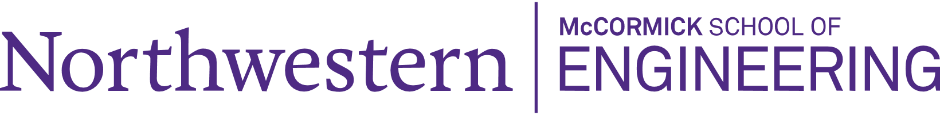 Northwestern
McCORMICK SCHOOL OF
ENGINEERING